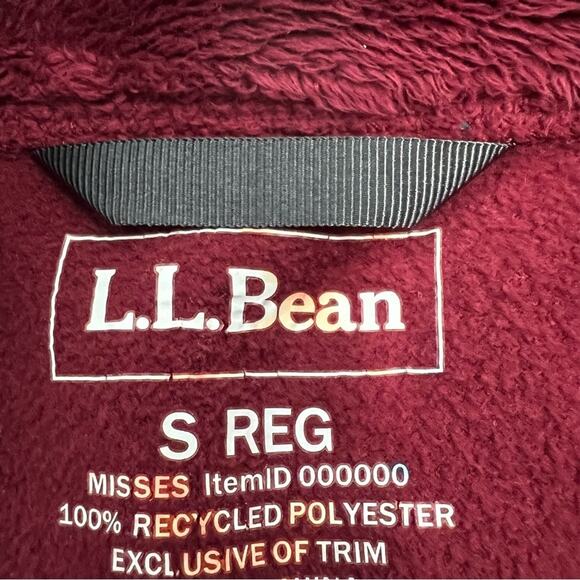 L.L.Bean
S REG
MISSES ItemID 000000
100% RECYCLED POLYESTER
EXCLUSIVE OF TRIM